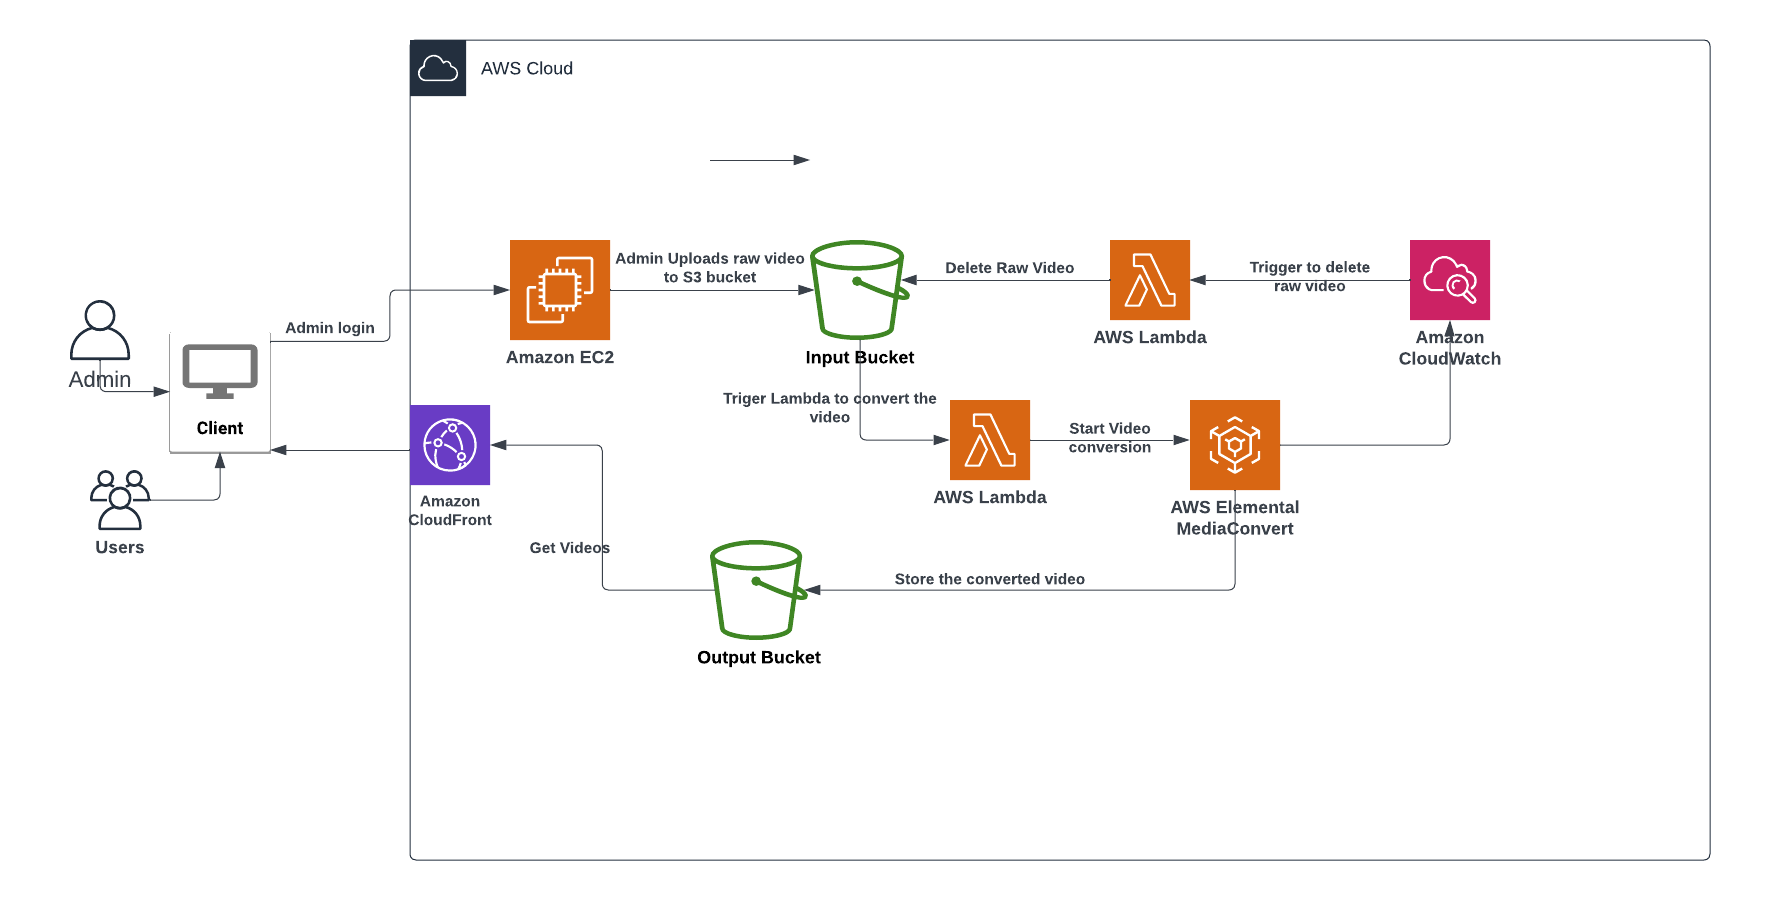 AWS Cloud
Admin Uploads raw video
to S3 bucket
Delete Raw Video
Trigger to delete
raw video
Admin login
AWS Lambda
Amazon
CloudWatch
Amazon EC2
Input Bucket
Admin
Triger Lambda to convert the
video
Client
Start Video
conversion
AWS Lambda
Amazon
CloudFront
AWS Elemental
MediaConvert
Users
Get Videos
Store the converted video
Output Bucket